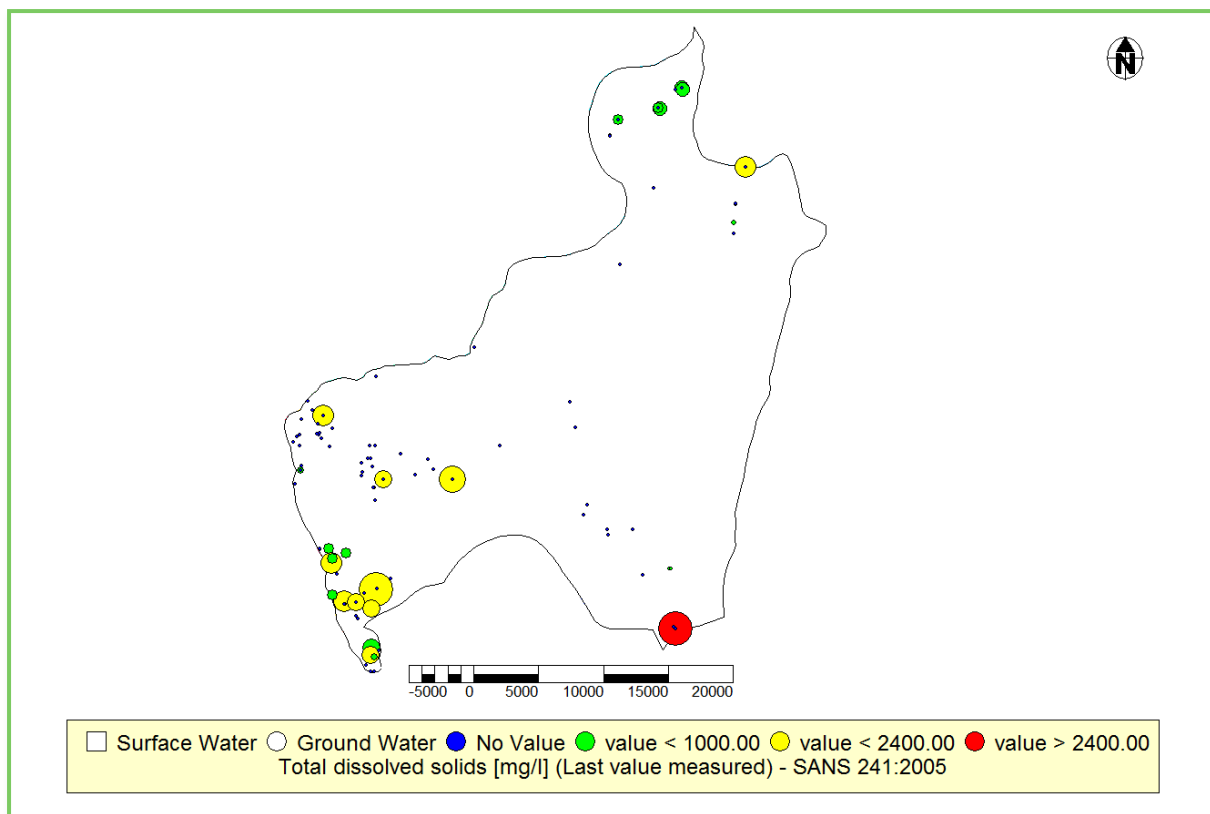 N
-5000 0 5000 10000 15000 20000
Surface Water Ground Water No Value value < 1000.00 value < 2400.00 value > 2400.00
Total dissolved solids [mg/l] (Last value measured) - SANS 241:2005